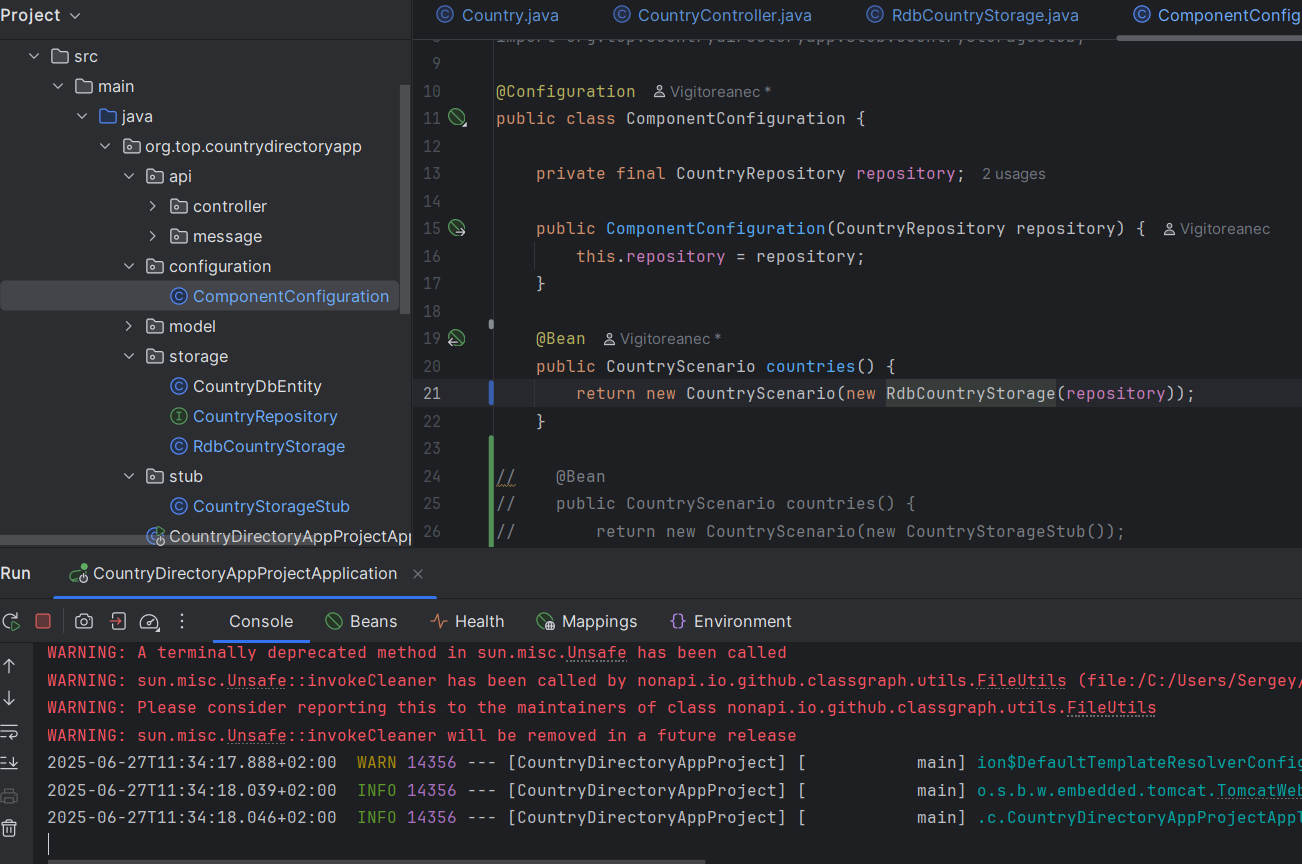 Project
src
main
java
org.top.countrydirectoryapp
api
controller
message
configuration
ComponentConfiguration
model
storage
CountryDbEntity
CountryRepository
RdbCountryStorage
stub
CountryStorageStub
CountryDirectoryAppProjectApp
Country.java CountryController.java RdbCountryStorage.java ComponentConfig
9
10 @Configuration Vigitoreanec *
11 public class ComponentConfiguration {
12
13 private final CountryRepository repository; 2 usages
14
15 public ComponentConfiguration(CountryRepository repository) { Vigitoreanec
16 this.repository = repository;
17 }
18
19 @Bean Vigitoreanec *
20 public CountryScenario countries() {
21 return new CountryScenario(new RdbCountryStorage(repository));
22 }
23
24 // @Bean
25 // public CountryScenario countries() {
26 // return new CountryScenario(new CountryStorageStub());
Run CountryDirectoryAppProjectApplication
Console Beans Health Mappings Environment
WARNING: A terminally deprecated method in sun.misc.Unsafe has been called
WARNING: sun.misc.Unsafe::invokeCleaner has been called by nonapi.io.github.classgraph.utils.FileUtils (file:/C:/Users/Sergey/
WARNING: Please consider reporting this to the maintainers of class nonapi.io.github.classgraph.utils.FileUtils
WARNING: sun.misc.Unsafe::invokeCleaner will be removed in a future release
2025-06-27T11:34:17.888+02:00 WARN 14356 --- [CountryDirectoryAppProject] [ main] ion$DefaultTemplateResolverConfig
2025-06-27T11:34:18.039+02:00 INFO 14356 --- [CountryDirectoryAppProject] [ main] o.s.b.w.embedded.tomcat.TomcatWeb
2025-06-27T11:34:18.046+02:00 INFO 14356 --- [CountryDirectoryAppProject] [ main] .c.CountryDirectoryAppProjectAppl